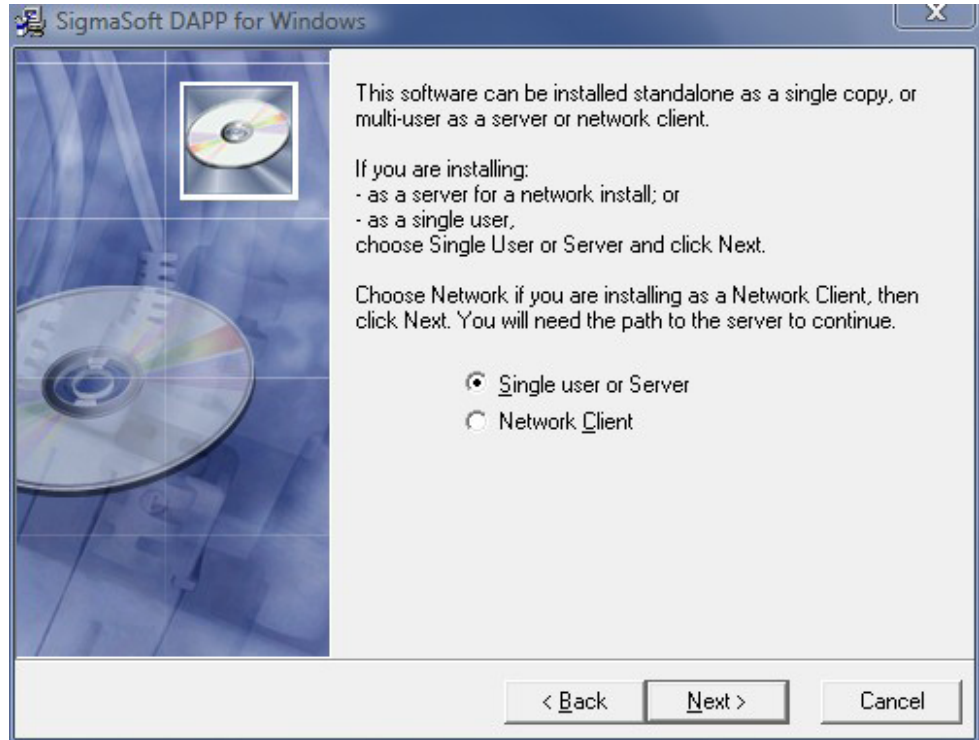 SigmaSoft DAPP for Windows
This software can be installed standalone as a single copy, or
multi-user as a server or network client.
If you are installing:
- as a server for a network install; or
- as a single user,
choose Single User or Server and click Next.
Choose Network if you are installing as a Network Client, then
click Next. You will need the path to the server to continue.
Single user or Server
Network Client
< Back
Next >
Cancel